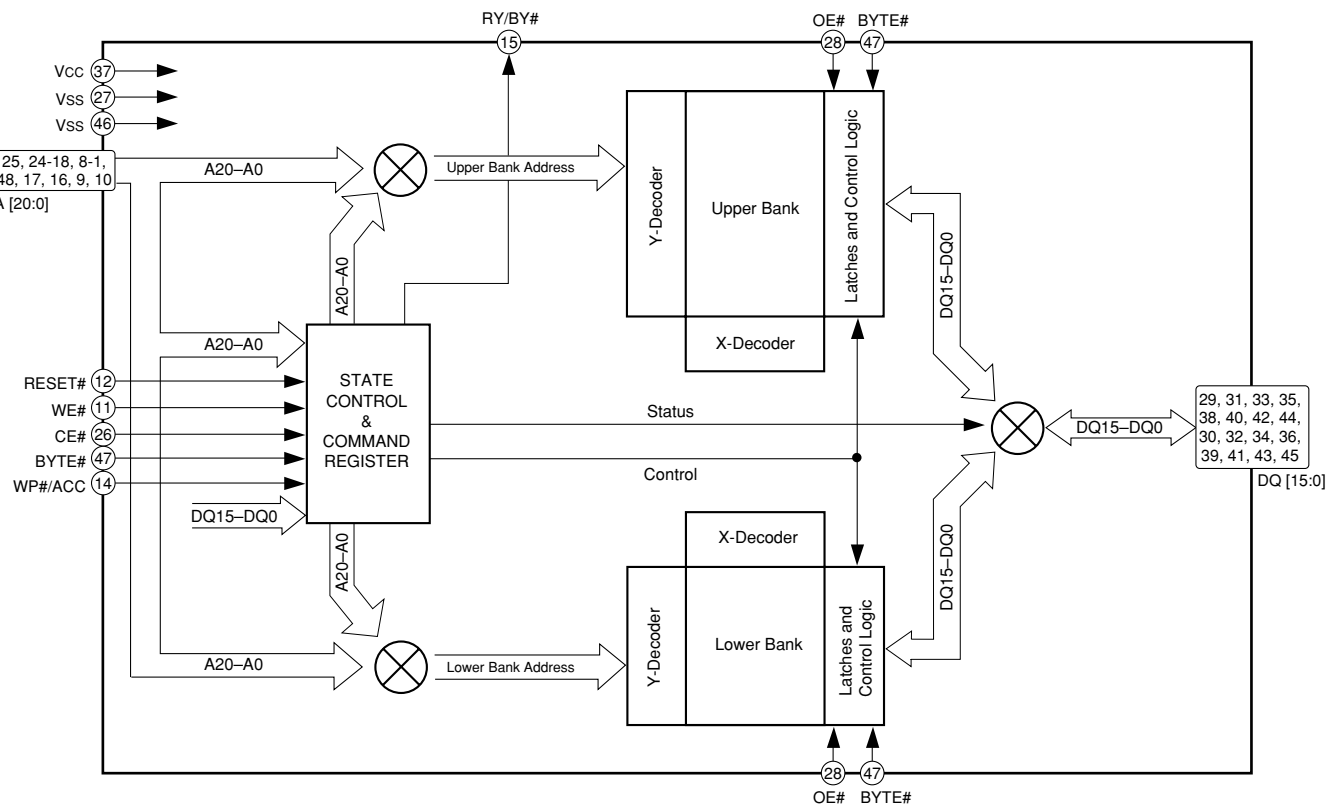 RY/BY#
15
OE#
28
BYTE#
47
VCC 37
VSS 27
VSS 46
25, 24-18, 8-1,
48, 17, 16, 9, 10
A [20:0]
A20–A0
Upper Bank Address
Y-Decoder
Upper Bank
Latches and Control Logic
X-Decoder
A20–A0
DQ15–DQ0
A20–A0
RESET# 12
WE# 11
CE# 26
BYTE# 47
WP#/ACC 14
DQ15–DQ0
STATE
CONTROL
&
COMMAND
REGISTER
Status
Control
DQ15–DQ0
29, 31, 33, 35,
38, 40, 42, 44,
30, 32, 34, 36,
39, 41, 43, 45
DQ [15:0]
A20–A0
X-Decoder
DQ15–DQ0
A20–A0
Lower Bank Address
Y-Decoder
Lower Bank
Latches and
Control Logic
28
OE#
47
BYTE#